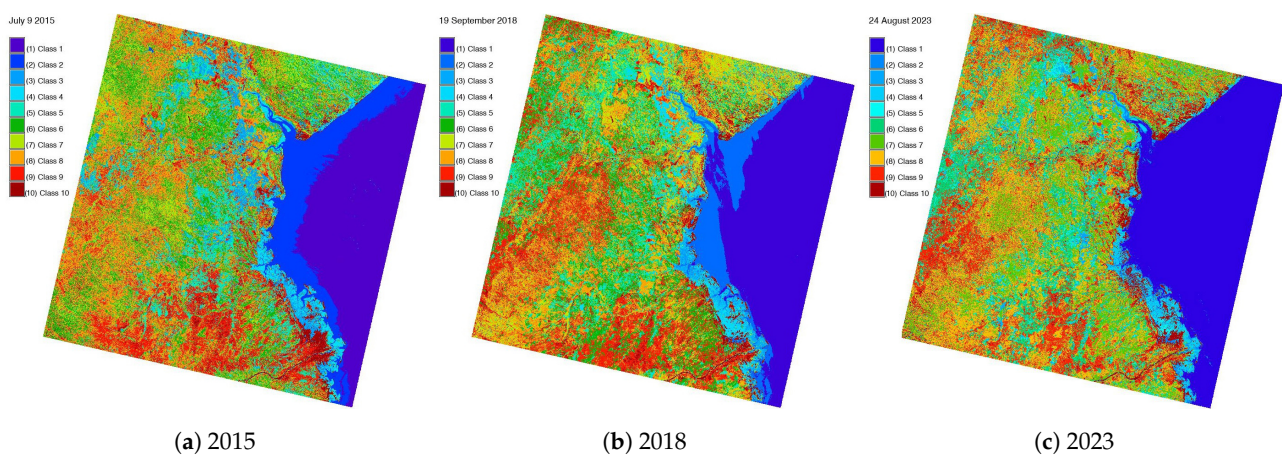 July 9 2015
(1) Class 1
(2) Class 2
(3) Class 3
(4) Class 4
(5) Class 5
(6) Class 6
(7) Class 7
(8) Class 8
(9) Class 9
(10) Class 10
(a) 2015
19 September 2018
(1) Class 1
(2) Class 2
(3) Class 3
(4) Class 4
(5) Class 5
(6) Class 6
(7) Class 7
(8) Class 8
(9) Class 9
(10) Class 10
(b) 2018
24 August 2023
(1) Class 1
(2) Class 2
(3) Class 3
(4) Class 4
(5) Class 5
(6) Class 6
(7) Class 7
(8) Class 8
(9) Class 9
(10) Class 10
(c) 2023